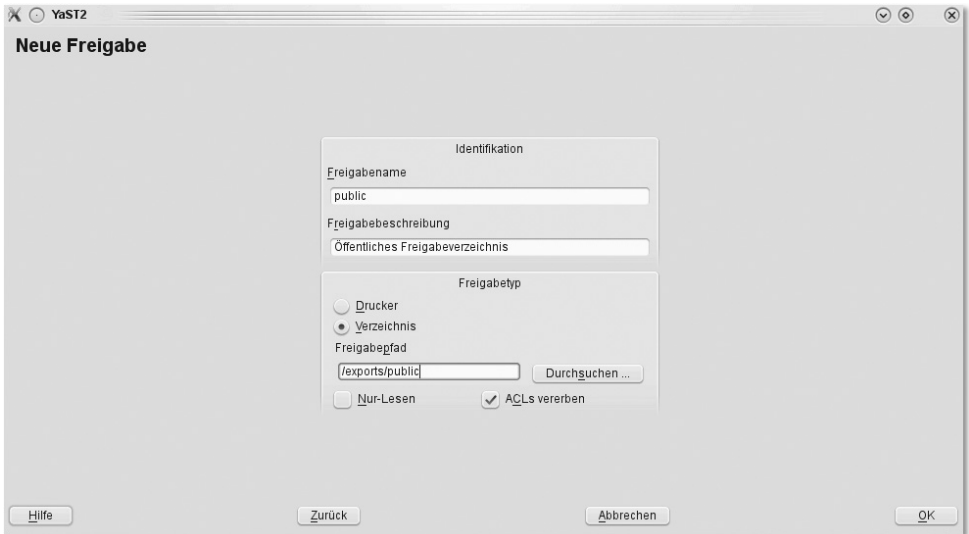 YaST2
Neue Freigabe
Identifikation
Freigabename
public
Freigabebeschreibung
Öffentliches Freigabeverzeichnis
Freigabetyp
Drucker
Verzeichnis
Freigabepfad
/exports/public
Durchsuchen ...
Nur-Lesen
ACLs vererben
Hilfe
Zurück
Abbrechen
OK